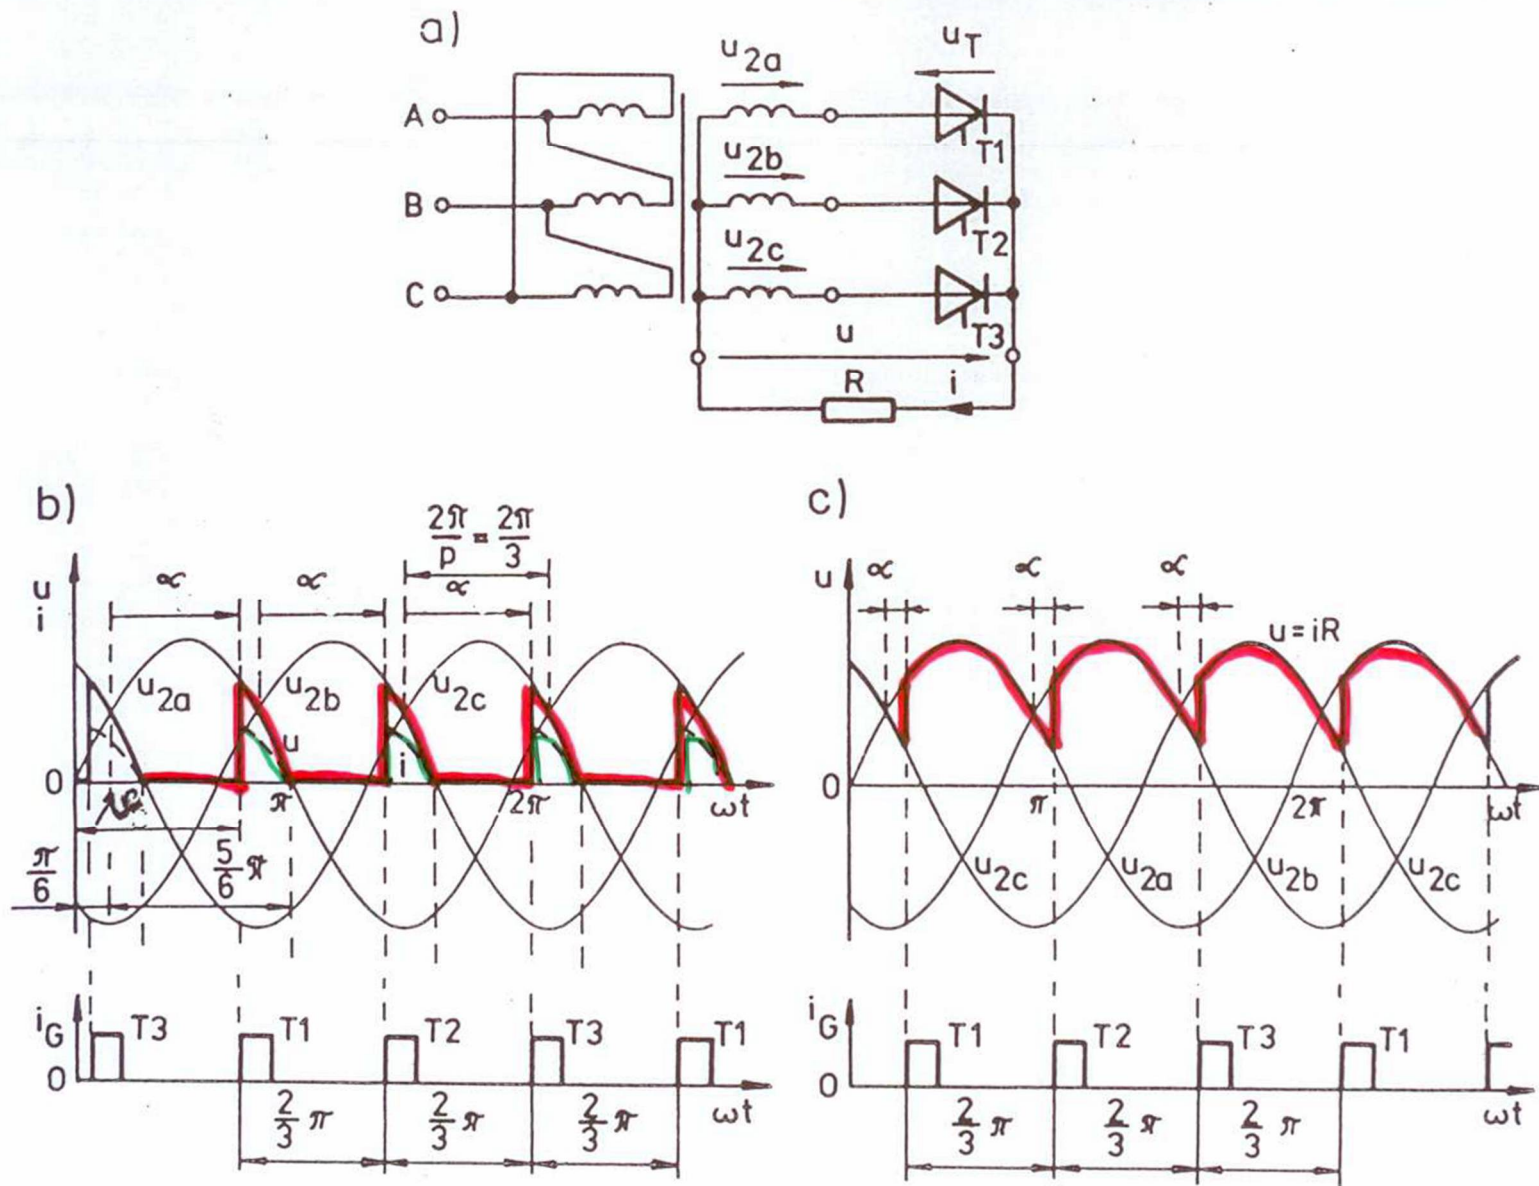 a)
u2a
uT
A
T1
u2b
B
T2
u2c
C
T3
u
R
i
b)
2π/p = 2π/3
u
i
α
α
α
u2a
u2b
u2c
u
i
0
π
2π
ωt
π/6
5/6 π
iG
T3
T1
T2
T3
T1
0
ωt
2/3 π
2/3 π
2/3 π
c)
u
α
α
α
u=iR
0
π
2π
ωt
u2c
u2a
u2b
u2c
iG
T1
T2
T3
T1
0
ωt
2/3 π
2/3 π
2/3 π